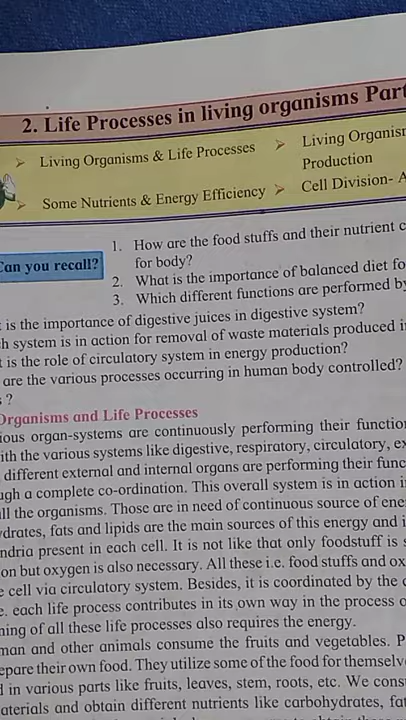 2. Life Processes in living organisms Part
Living Organisms & Life Processes
Living Organis
Production
Some Nutrients & Energy Efficiency
Cell Division- A
Can you recall?
1. How are the food stuffs and their nutrient c
for body?
2. What is the importance of balanced diet fo
3. Which different functions are performed by
is the importance of digestive juices in digestive system?
h system is in action for removal of waste materials produced i
t is the role of circulatory system in energy production?
are the various processes occurring in human body controlled?
s ?
Organisms and Life Processes
ious organ-systems are continuously performing their function
ith the various systems like digestive, respiratory, circulatory, ex
different external and internal organs are performing their func
ugh a complete co-ordination. This overall system is in action i
ll the organisms. Those are in need of continuous source of ene
ydrates, fats and lipids are the main sources of this energy and i
ndria present in each cell. It is not like that only foodstuff is s
on but oxygen is also necessary. All these i.e. food stuffs and ox
e cell via circulatory system. Besides, it is coordinated by the c
e. each life process contributes in its own way in the process o
ning of all these life processes also requires the energy.
man and other animals consume the fruits and vegetables. P
epare their own food. They utilize some of the food for themselv
d in various parts like fruits, leaves, stem, roots, etc. We cons
aterials and obtain different nutrients like carbohydrates, fat